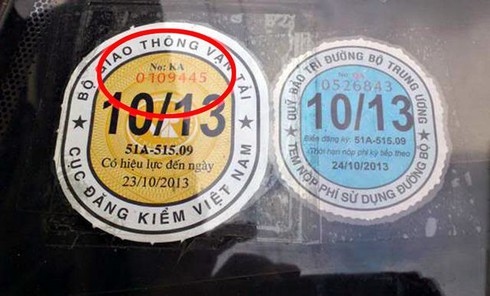 BỘ GIAO THÔNG VẬN TẢI
No: KA
0109445
10/13
51A-515.09
Có hiệu lực đến ngày
23/10/2013
CỤC ĐĂNG KIỂM VIỆT NAM
QUỸ BẢO TRÌ ĐƯỜNG BỘ TRUNG ƯƠNG
10526843
10/13
Biển đăng ký: 51A-515.09
(Thời hạn nộp phí kỳ tiếp theo
24/10/2013
TEM NỘP PHÍ SỬ DỤNG ĐƯỜNG BỘ